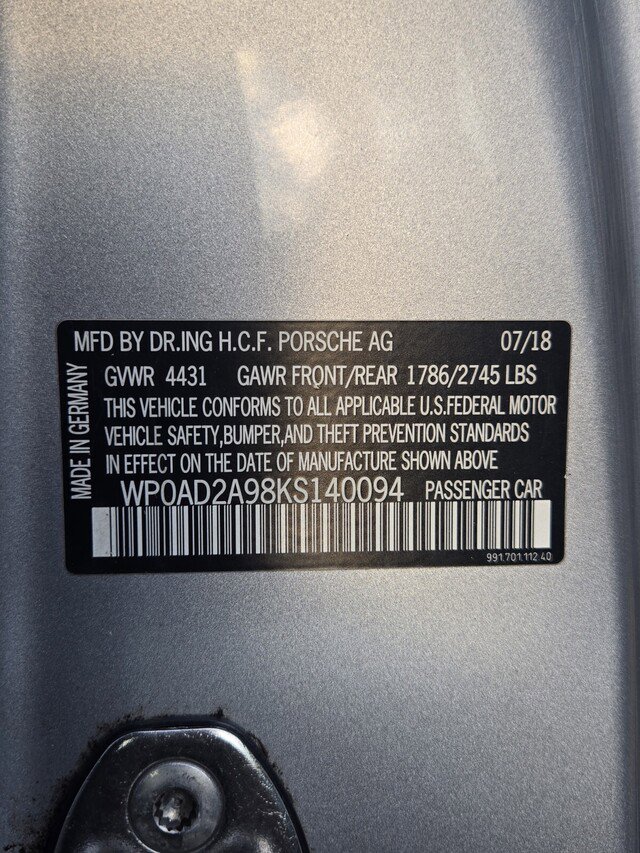 MFD BY DR.ING H.C.F. PORSCHE AG 07/18
MADE IN GERMANY
GVWR 4431 GAWR FRONT/REAR 1786/2745 LBS
THIS VEHICLE CONFORMS TO ALL APPLICABLE U.S.FEDERAL MOTOR
VEHICLE SAFETY,BUMPER,AND THEFT PREVENTION STANDARDS
IN EFFECT ON THE DATE OF MANUFACTURE SHOWN ABOVE
WP0AD2A98KS140094 PASSENGER CAR
991.701.112.40